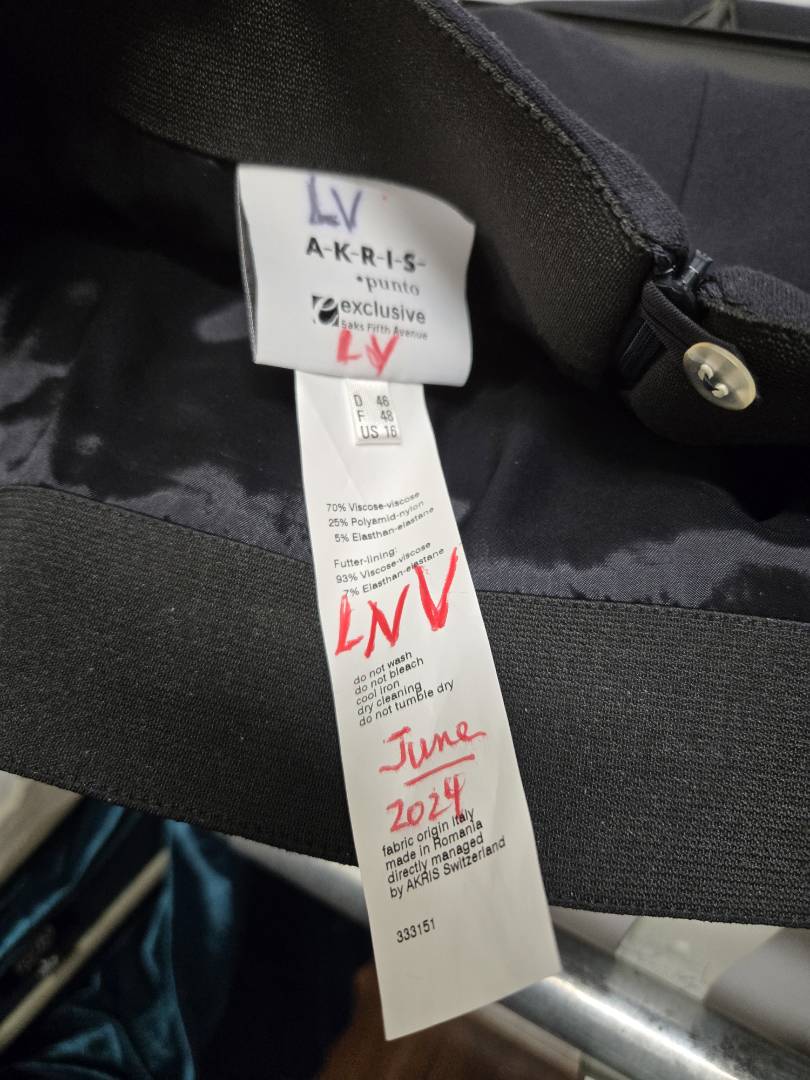 LV
A-K-R-I-S-
*punto
e exclusive
Saks Fifth Avenue
LV
D 46
F 48
US 16
70% Viscose-viscose
25% Polyamid-nylon
5% Elasthan-elastane
Futter-lining:
93% Viscose-viscose
7% Elasthan-elastane
LNV
do not wash
do not bleach
cool iron
dry cleaning
do not tumble dry
June
2024
fabric origin Italy
made in Romania
directly managed
by AKRIS Switzerland
333151